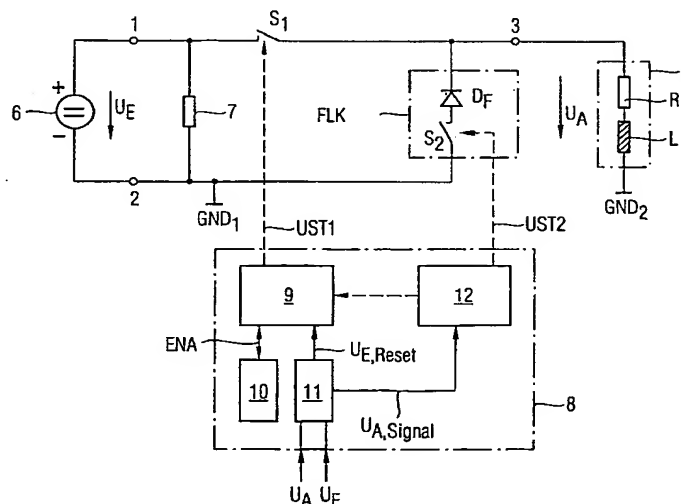 1
S1
3
+
6
UE
-
7
FLK
DF
S2
UA
R
L
2
GND1
GND2
UST1
UST2
9
12
ENA
UE,Reset
10
11
8
UA,Signal
UA UE